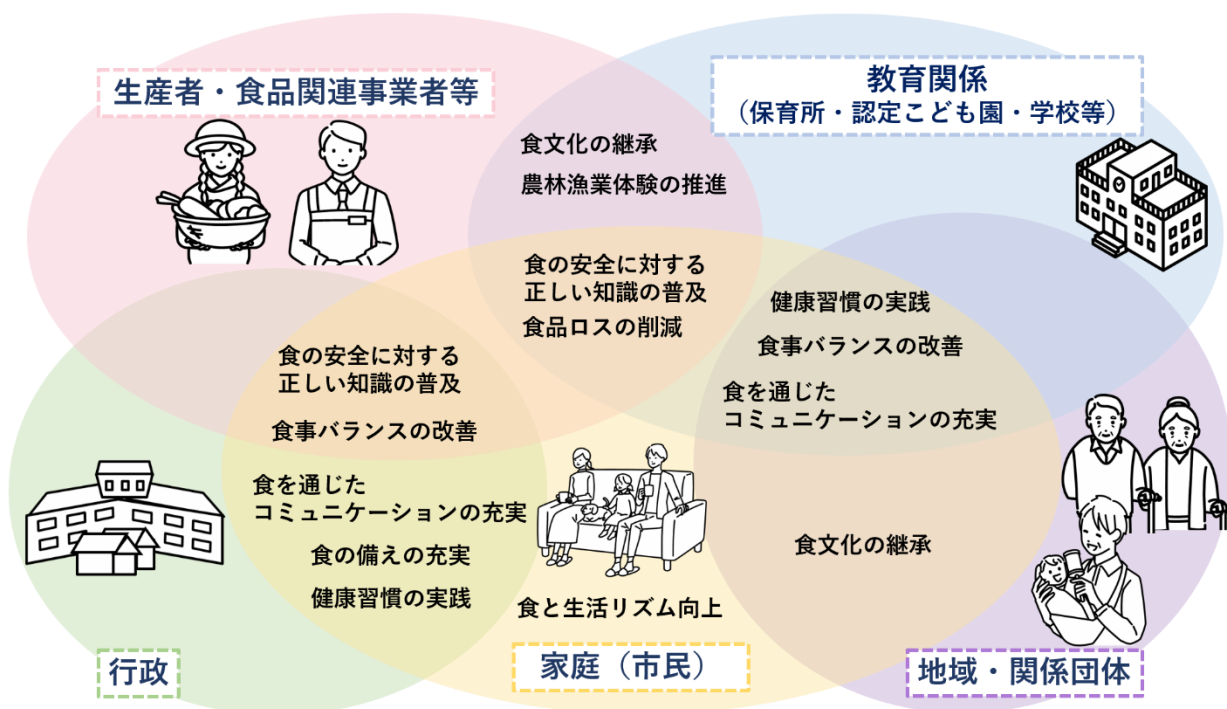 生産者・食品関連事業者等
教育関係
（保育所・認定こども園・学校等）
食文化の継承
農林漁業体験の推進
食の安全に対する
正しい知識の普及
食品ロスの削減
健康習慣の実践
食事バランスの改善
食を通じた
コミュニケーションの充実
食の安全に対する
正しい知識の普及
食事バランスの改善
食を通じた
コミュニケーションの充実
食の備えの充実
健康習慣の実践
食文化の継承
食と生活リズム向上
行政
家庭（市民）
地域・関係団体